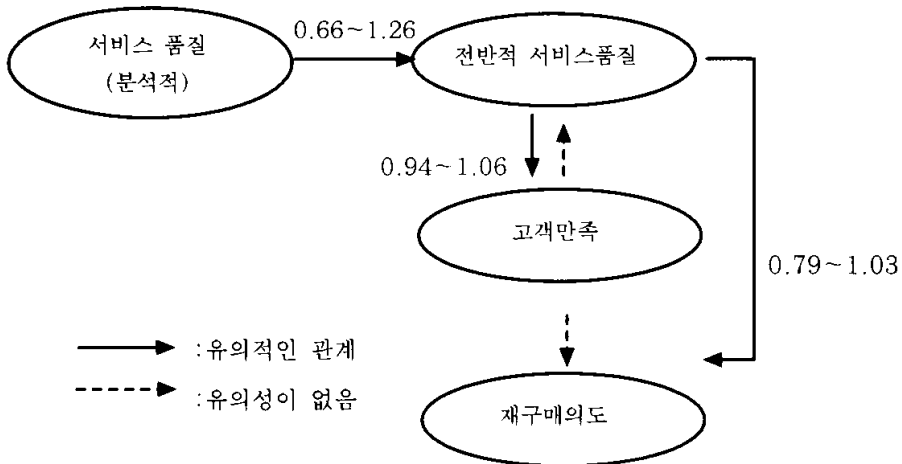 서비스 품질
(분석적)
0.66~1.26
전반적 서비스품질
0.94~1.06
고객만족
0.79~1.03
:유의적인 관계
:유의성이 없음
재구매의도